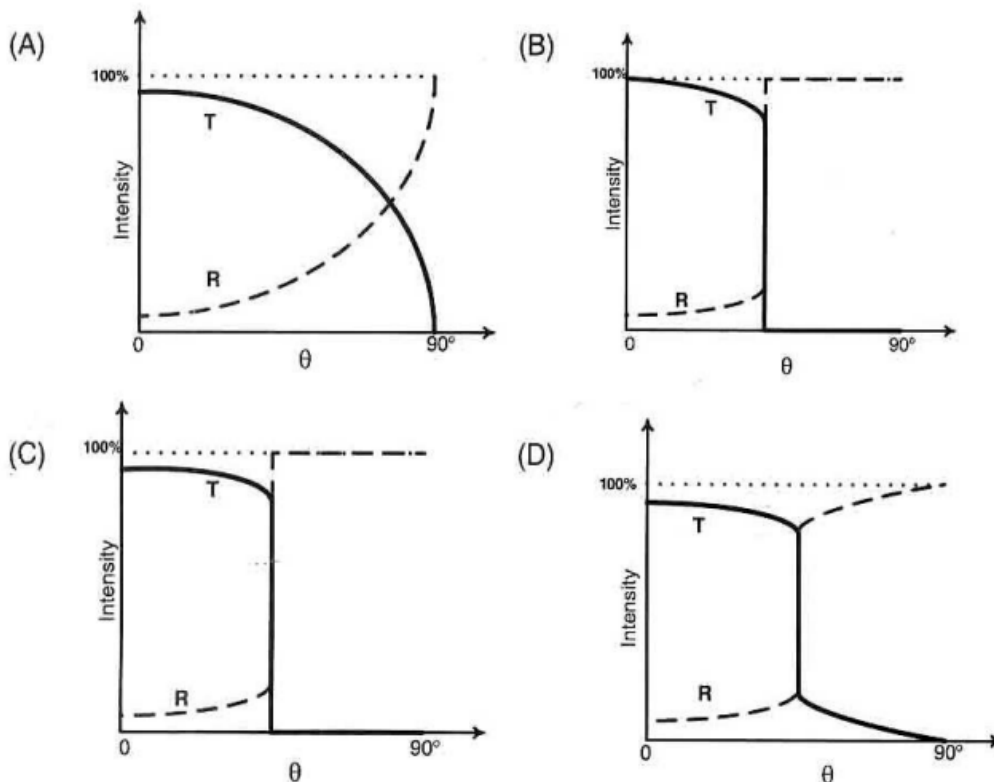 (A)
100%
T
Intensity
R
0
90°
θ
(B)
100%
T
Intensity
R
0
90°
θ
(C)
100%
T
Intensity
R
0
90°
θ
(D)
100%
T
Intensity
R
0
90°
θ